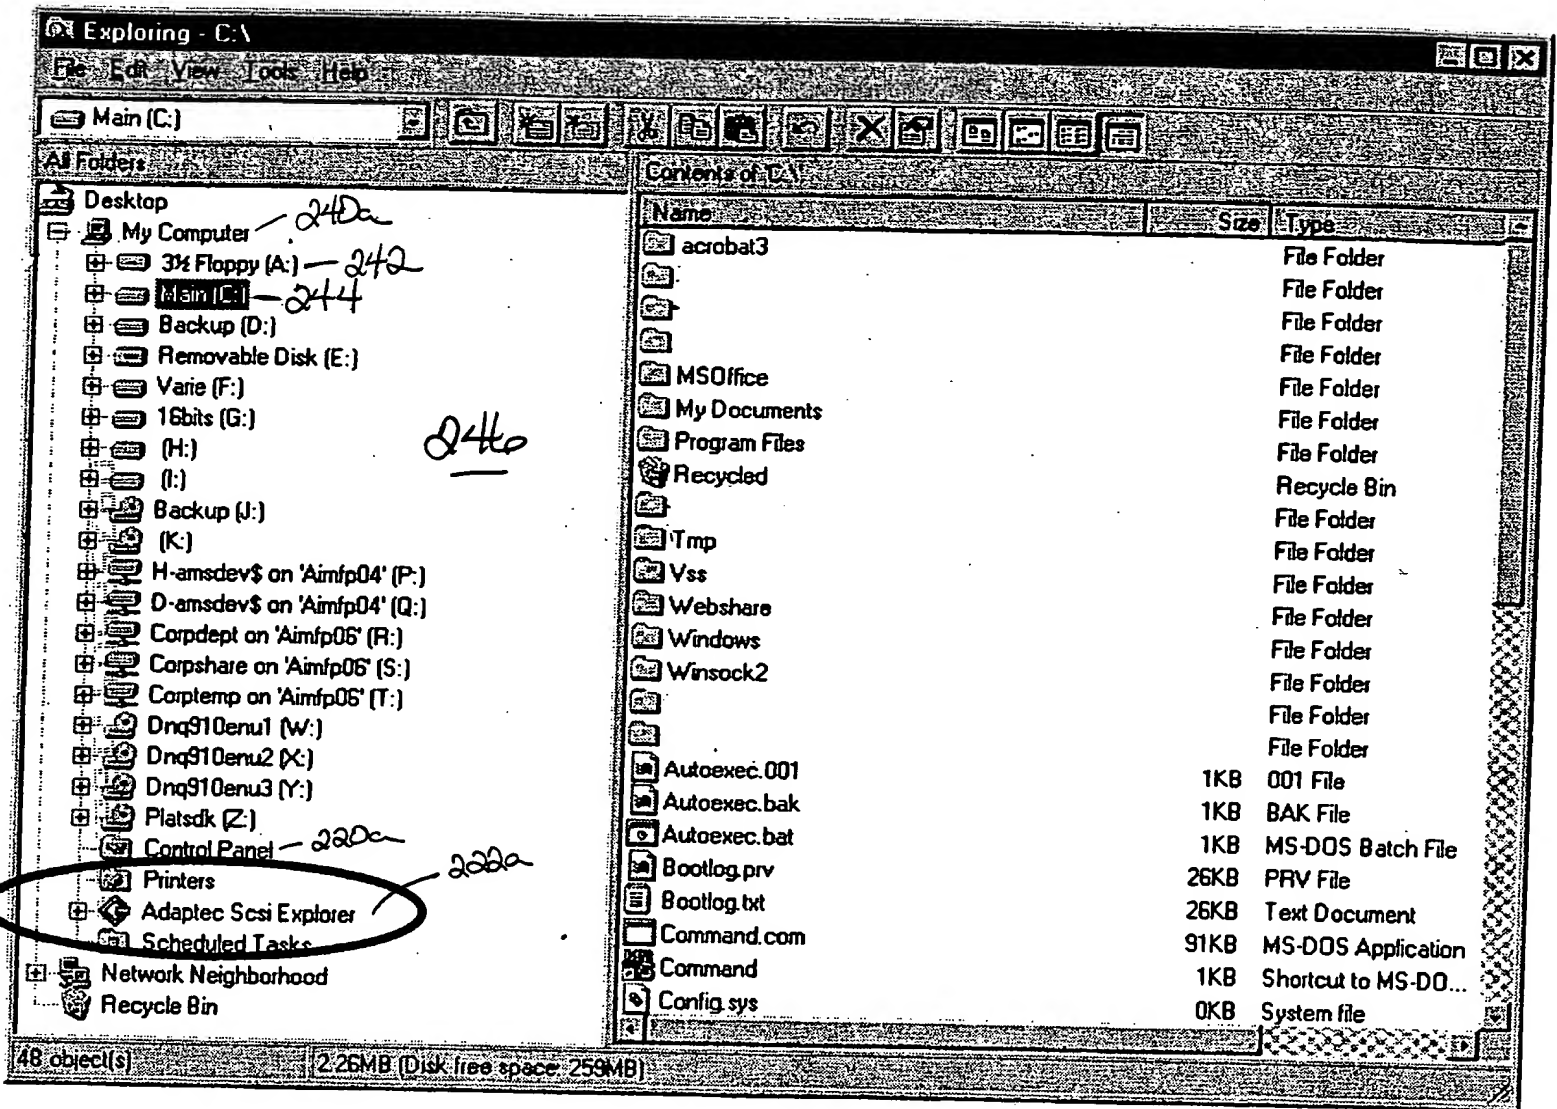 Exploring - C:\
File Edit View Tools Help
Main (C:)
All Folders
Contents of 'C:\'
Desktop
My Computer 240a
3½ Floppy (A:) 242
Main (C:) 244
Backup (D:)
Removable Disk (E:)
Varie (F:)
16bits (G:)
(H:)
246
(I:)
Backup (J:)
(K:)
H-amsdev$ on 'Aimfp04' (P:)
D-amsdev$ on 'Aimfp04' (Q:)
Corpdept on 'Aimfp06' (R:)
Corpshare on 'Aimfp06' (S:)
Corptemp on 'Aimfp06' (T:)
Dnq910enu1 (W:)
Dnq910enu2 (X:)
Dnq910enu3 (Y:)
Platsdk (Z:)
Control Panel 220a
Printers
222a
Adaptec Scsi Explorer
Scheduled Tasks
Network Neighborhood
Recycle Bin
Name Size Type
acrobat3 File Folder
File Folder
File Folder
File Folder
MSOffice File Folder
My Documents File Folder
Program Files File Folder
Recycled Recycle Bin
File Folder
Tmp File Folder
Vss File Folder
Webshare File Folder
Windows File Folder
Winsock2 File Folder
File Folder
File Folder
Autoexec.001 1KB 001 File
Autoexec.bak 1KB BAK File
Autoexec.bat 1KB MS-DOS Batch File
Bootlog.prv 26KB PRV File
Bootlog.txt 26KB Text Document
Command.com 91KB MS-DOS Application
Command 1KB Shortcut to MS-DO...
Config.sys 0KB System file
48 object(s) 2.26MB (Disk free space: 259MB)